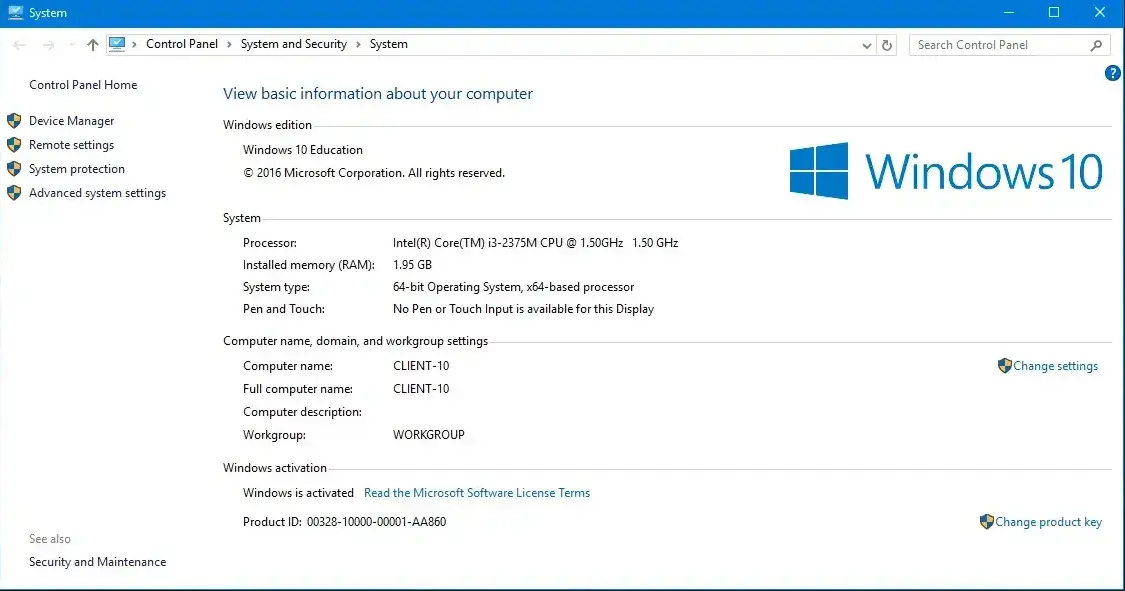 System
Control Panel > System and Security > System
Search Control Panel
Control Panel Home
Device Manager
Remote settings
System protection
Advanced system settings
View basic information about your computer
Windows edition
Windows 10 Education
© 2016 Microsoft Corporation. All rights reserved.
Windows 10
System
Processor: Intel(R) Core(TM) i3-2375M CPU @ 1.50GHz 1.50 GHz
Installed memory (RAM): 1.95 GB
System type: 64-bit Operating System, x64-based processor
Pen and Touch: No Pen or Touch Input is available for this Display
Computer name, domain, and workgroup settings
Computer name: CLIENT-10 Change settings
Full computer name: CLIENT-10
Computer description:
Workgroup: WORKGROUP
Windows activation
Windows is activated Read the Microsoft Software License Terms
Product ID: 00328-10000-00001-AA860 Change product key
See also
Security and Maintenance